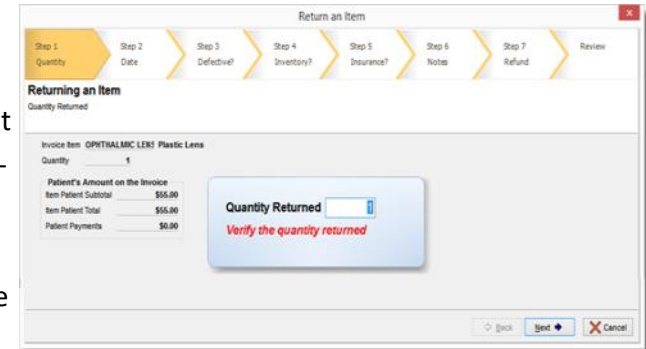 Return an Item
Step 1 Step 2 Step 3 Step 4 Step 5 Step 6 Step 7 Review
Quantity Date Defective? Inventory? Insurance? Notes Refund
Returning an Item
Quantity Returned
Invoice Item OPHTHALMIC LENS Plastic Lens
Quantity 1
Patient's Amount on the Invoice
Item Patient Subtotal $55.00
Item Patient Total $55.00
Patient Payments $0.00
Quantity Returned 1
Verify the quantity returned
Back Next Cancel